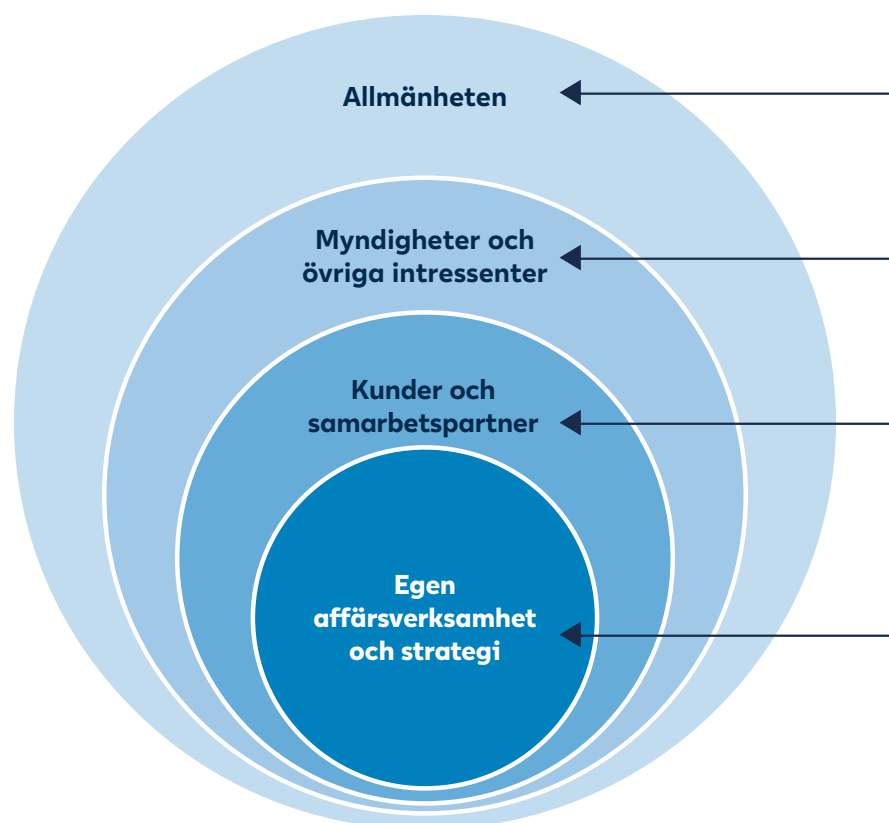 Allmänheten
Myndigheter och
övriga intressenter
Kunder och
samarbetspartner
Egen
affärsverksamhet
och strategi